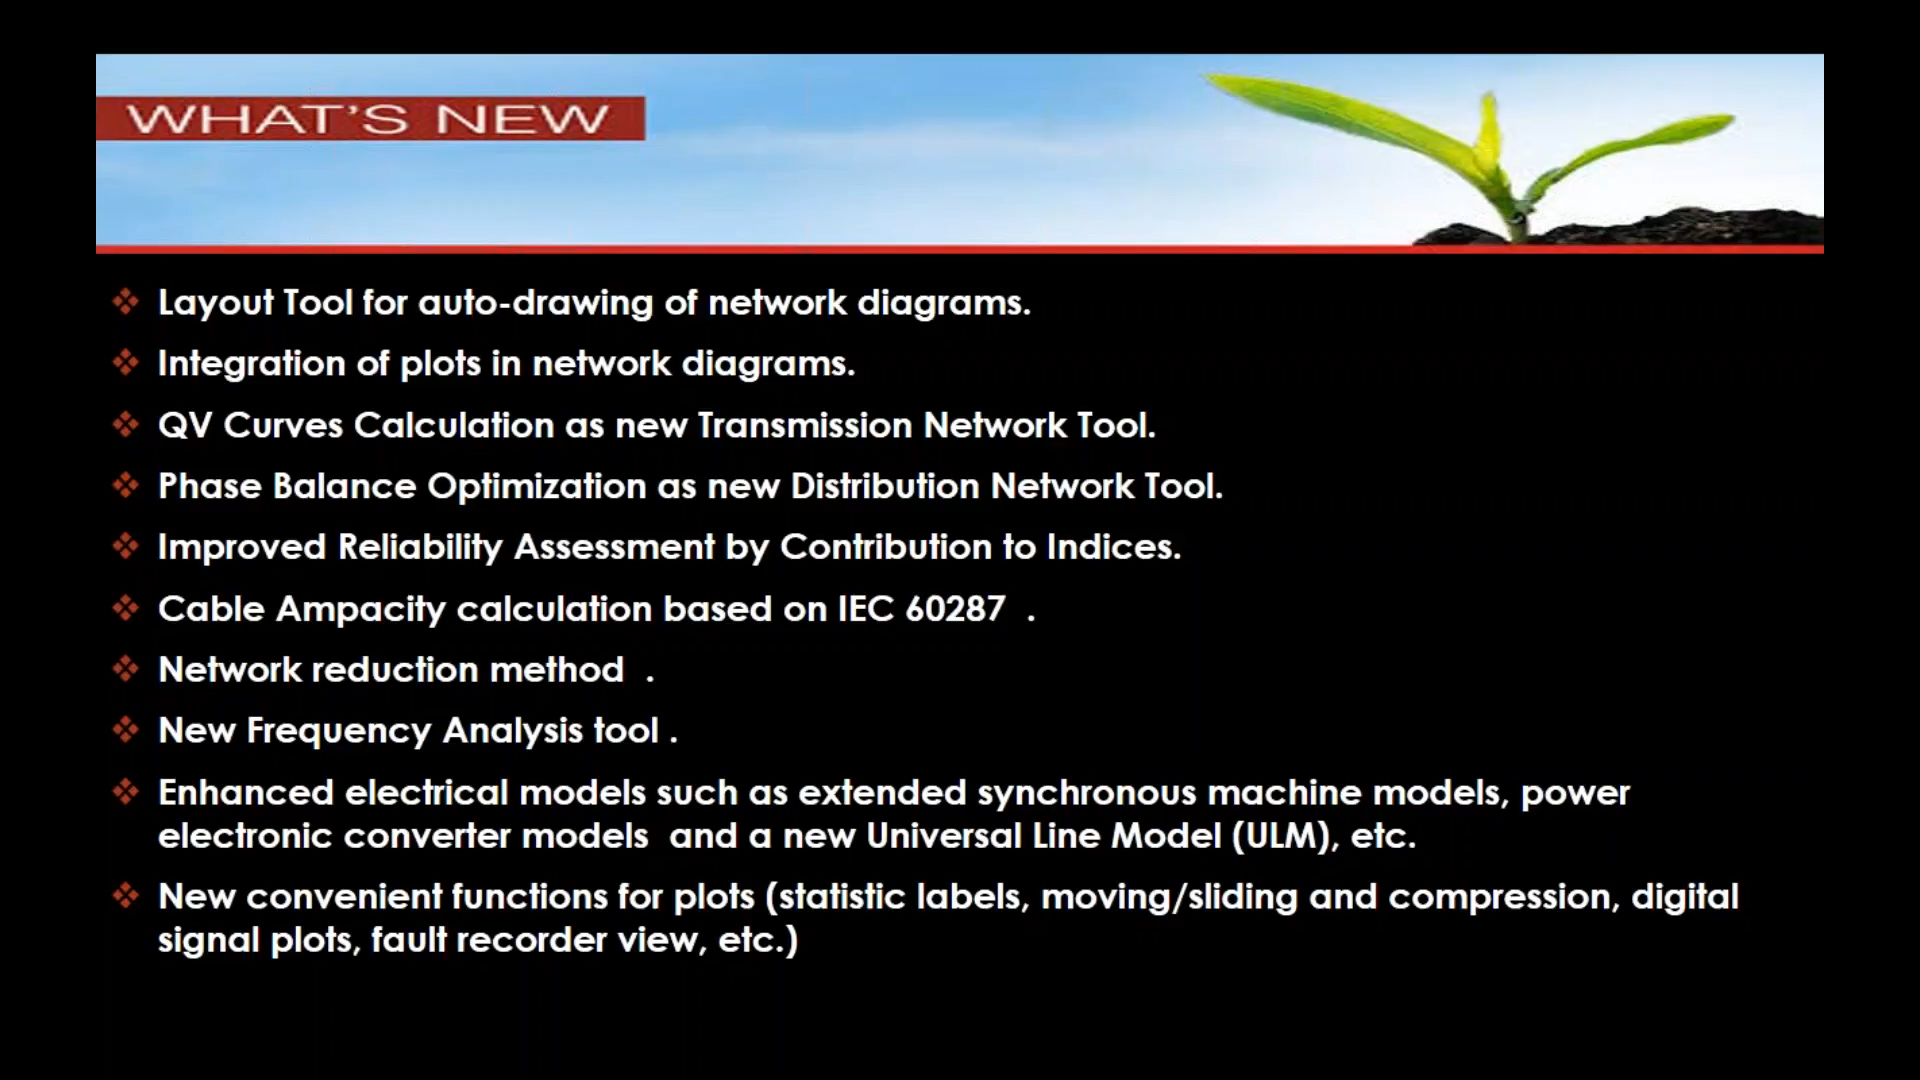 WHAT'S NEW
Layout Tool for auto-drawing of network diagrams.
Integration of plots in network diagrams.
QV Curves Calculation as new Transmission Network Tool.
Phase Balance Optimization as new Distribution Network Tool.
Improved Reliability Assessment by Contribution to Indices.
Cable Ampacity calculation based on IEC 60287  .
Network reduction method  .
New Frequency Analysis tool .
Enhanced electrical models such as extended synchronous machine models, power
electronic converter models  and a new Universal Line Model (ULM), etc.
New convenient functions for plots (statistic labels, moving/sliding and compression, digital
signal plots, fault recorder view, etc.)